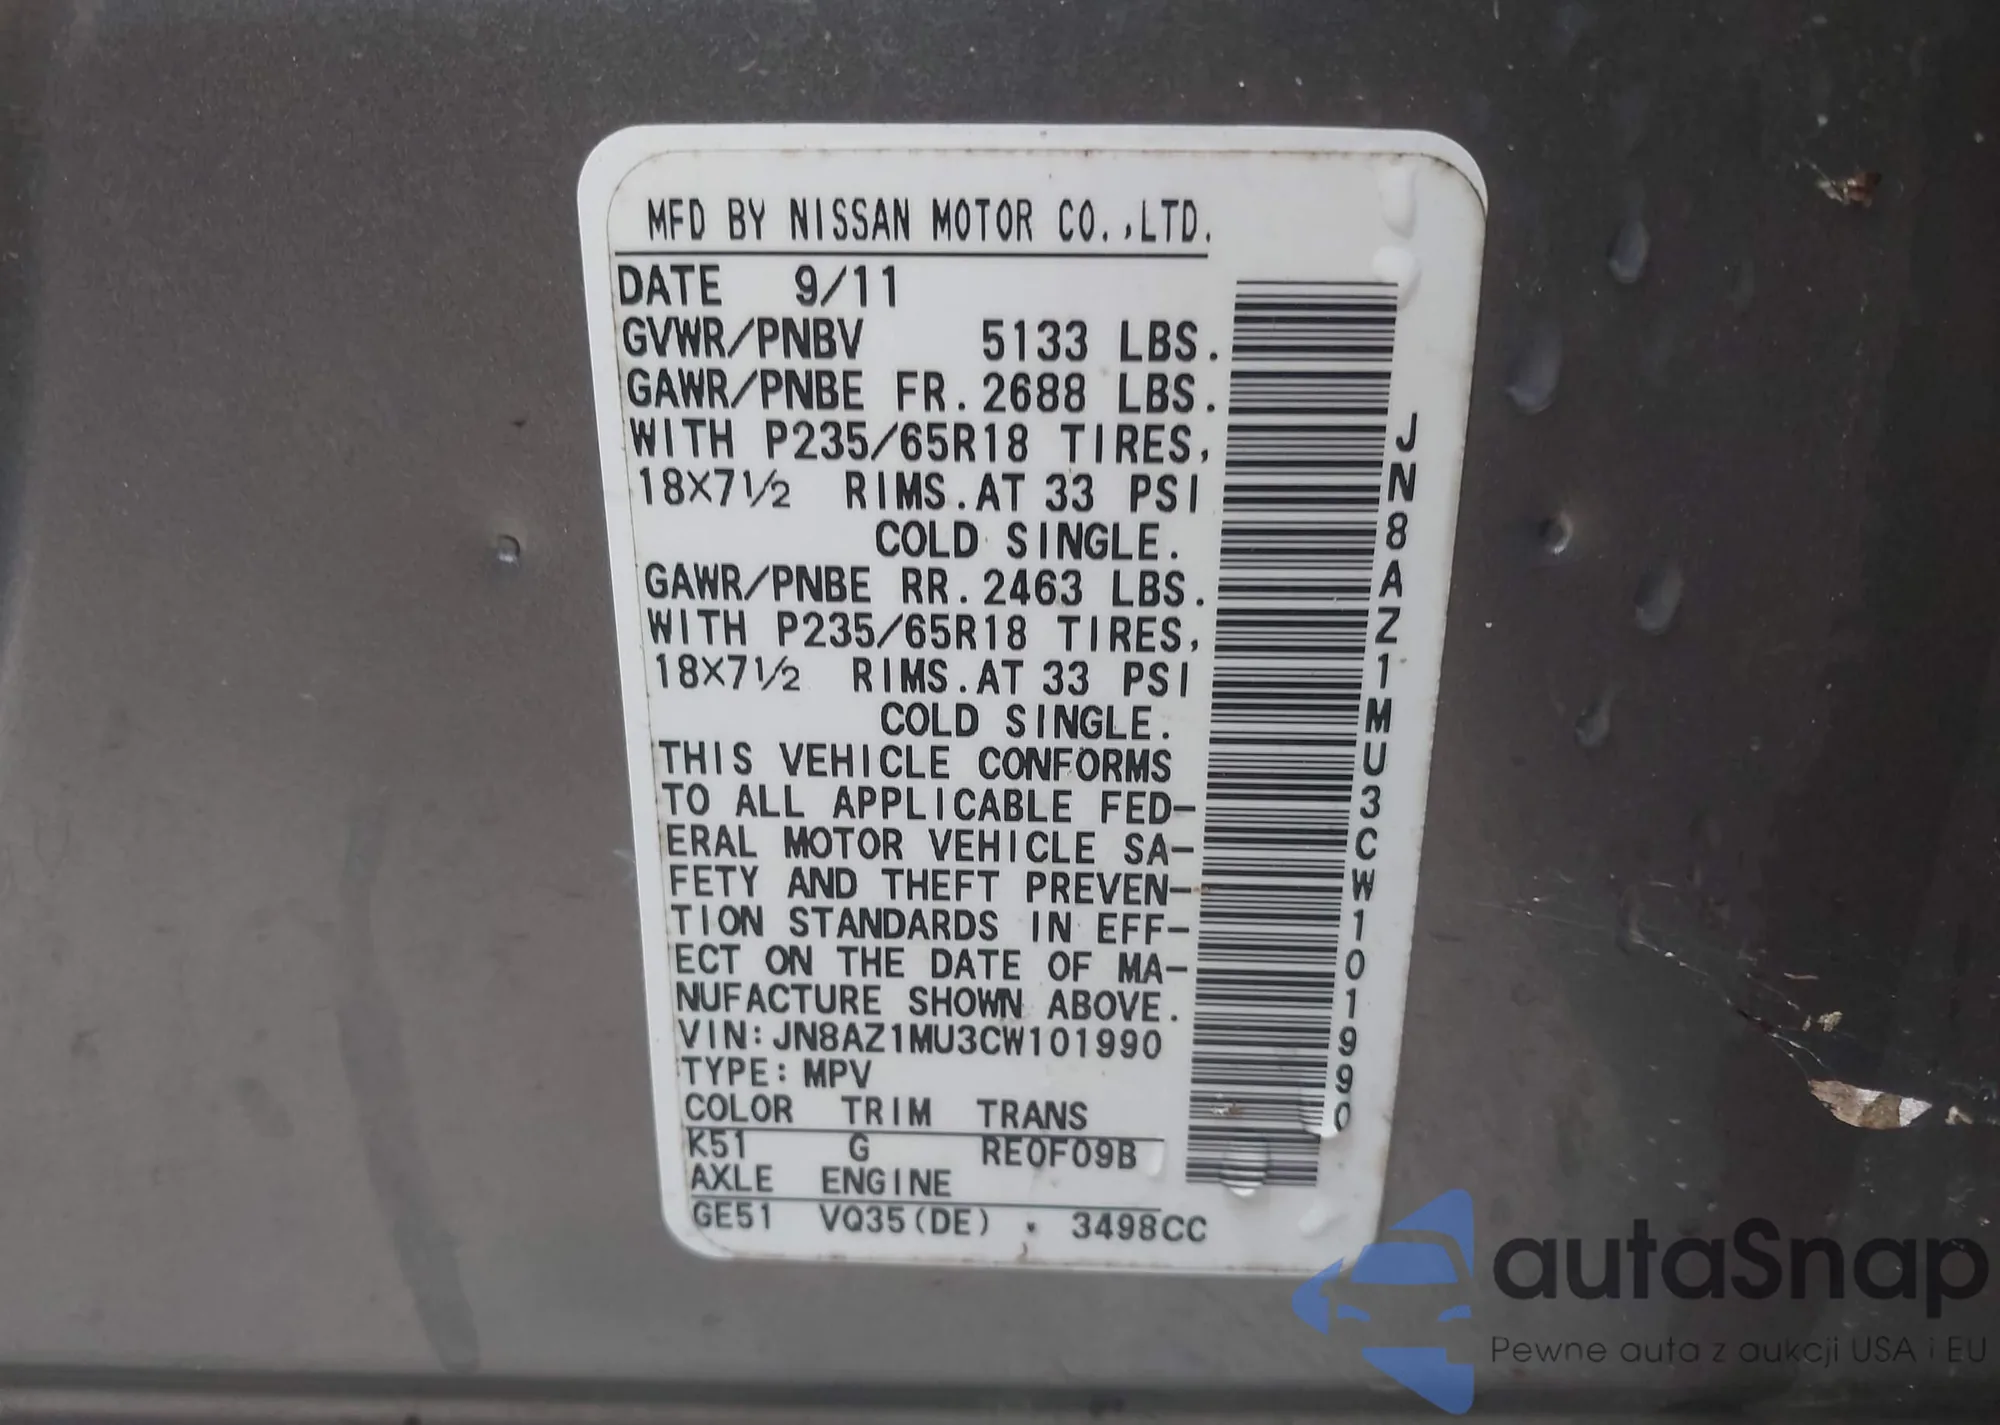 MFD BY NISSAN MOTOR CO.,LTD.
DATE 9/11
GVWR/PNBV 5133 LBS.
GAWR/PNBE FR. 2688 LBS.
WITH P235/65R18 TIRES,
18X7½ RIMS.AT 33 PSI
COLD SINGLE.
GAWR/PNBE RR. 2463 LBS.
WITH P235/65R18 TIRES,
18X7½ RIMS.AT 33 PSI
COLD SINGLE.
THIS VEHICLE CONFORMS
TO ALL APPLICABLE FED-
ERAL MOTOR VEHICLE SA-
FETY AND THEFT PREVEN-
TION STANDARDS IN EFF-
ECT ON THE DATE OF MA-
NUFACTURE SHOWN ABOVE.
VIN:JN8AZ1MU3CW101990
TYPE:MPV
COLOR TRIM TRANS
K51 G RE0F09B
AXLE ENGINE
GE51 VQ35(DE) · 3498CC
JN8AZ1MU3CW101990
autaSnap
Pewne auta z aukcji USA i EU